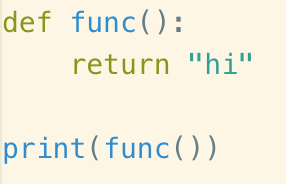 def func():
    return "hi"

print(func())